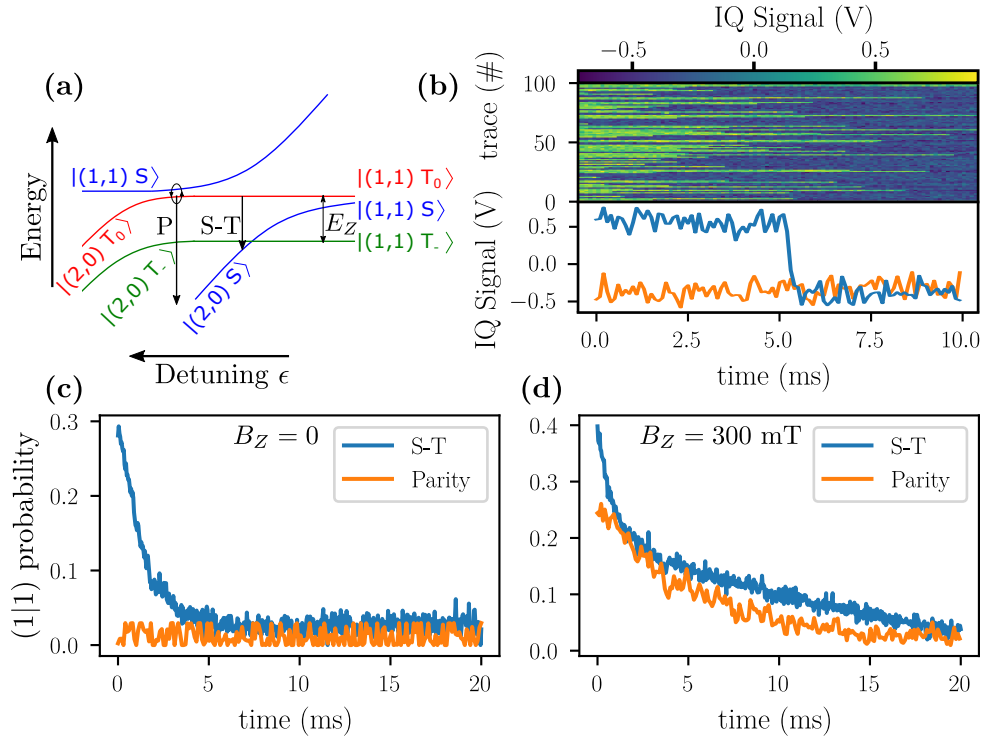 (a)
Energy
|(1,1) S⟩
|(1,1) T₀⟩
|(1,1) S⟩
|(1,1) T₋⟩
P
S-T
E_Z
|(2,0) T₀⟩
|(2,0) T₋⟩
|(2,0) S⟩
Detuning ϵ
(b)
IQ Signal (V)
−0.5 0.0 0.5
trace (#)
100
50
0
IQ Signal (V)
0.5
0.0
−0.5
0.0 2.5 5.0 7.5 10.0
time (ms)
(c)
B_Z = 0
S-T
Parity
(1|1) probability
0.3
0.2
0.1
0.0
0 5 10 15 20
time (ms)
(d)
B_Z = 300 mT
S-T
Parity
0.4
0.3
0.2
0.1
0.0
0 5 10 15 20
time (ms)